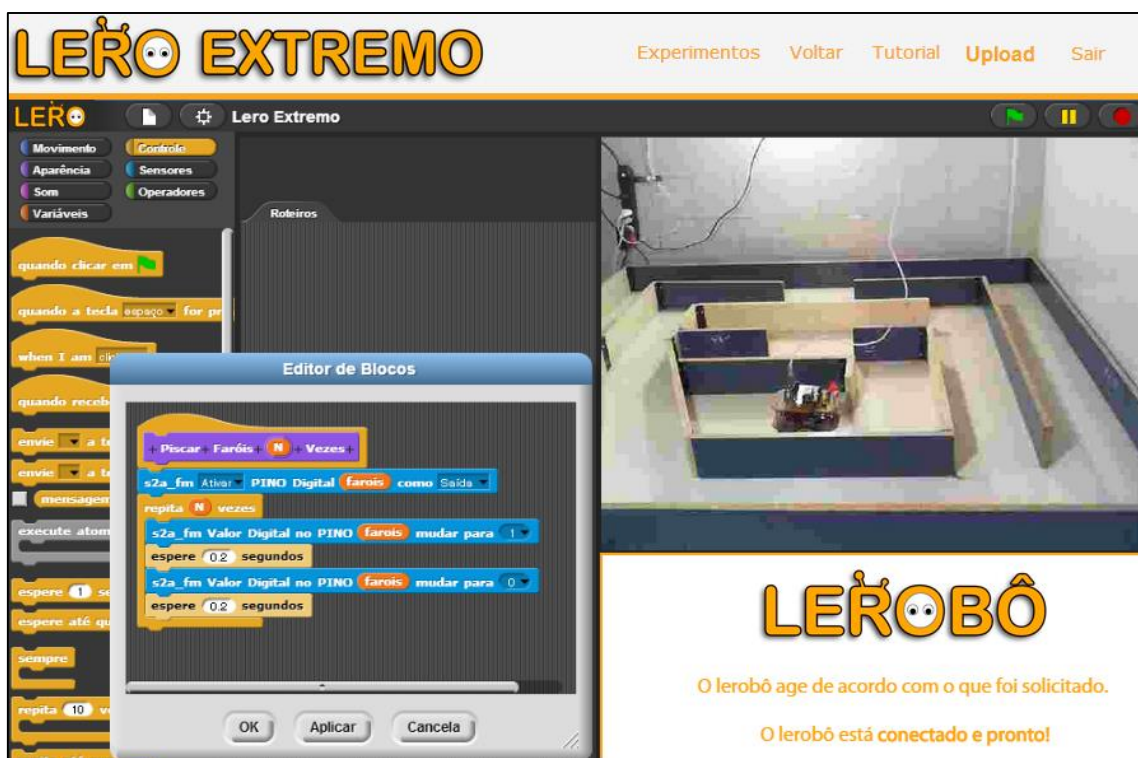 LERO EXTREMO
Experimentos Voltar Tutorial Upload Sair
LERO Lero Extremo
Movimento Controle
Aparência Sensores
Som Operadores
Variáveis
Roteiros
quando clicar em
quando a tecla espaço for pr
when I am cli
quando receb
envie a t
envie a t
mensagem
execute atom
espere 1 se
espere até qu
sempre
repita 10 v
Editor de Blocos
+ Piscar + Faróis + N + Vezes +
s2a_fm Ativar PINO Digital farois como Saída
repita N vezes
s2a_fm Valor Digital no PINO farois mudar para 1
espere 0.2 segundos
s2a_fm Valor Digital no PINO farois mudar para 0
espere 0.2 segundos
OK Aplicar Cancela
LEROBÔ
O lerobô age de acordo com o que foi solicitado.
O lerobô está conectado e pronto!